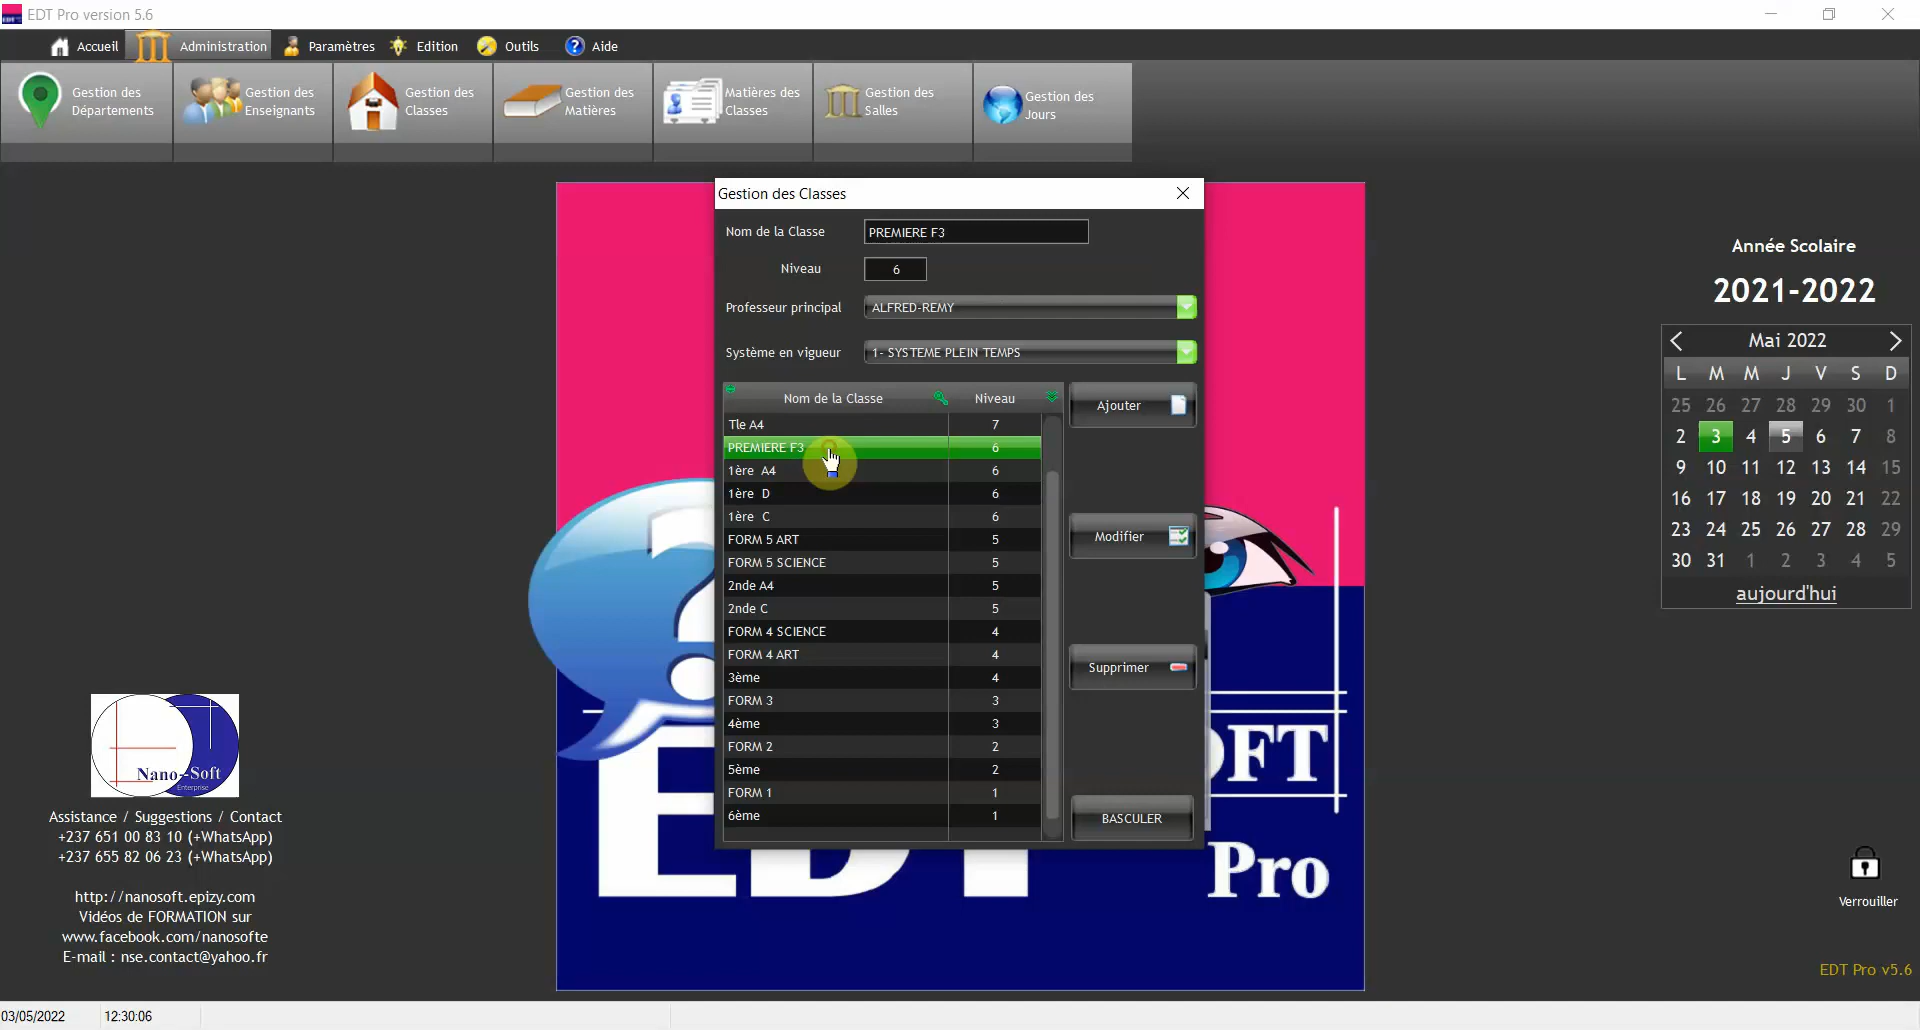 EDT Pro version 5.6
Accueil
Administration
Paramètres
Edition
Outils
Aide
Gestion des
Départements
Gestion des
Enseignants
Gestion des
Classes
Gestion des
Matières
Matières des
Classes
Gestion des
Salles
Gestion des
Jours
Gestion des Classes
Nom de la Classe PREMIERE F3
Niveau 6
Professeur principal ALFRED-REMY
Système en vigueur 1- SYSTEME PLEIN TEMPS
Nom de la Classe Niveau
Tle A4 7
PREMIERE F3 6
1ère A4 6
1ère D 6
1ère C 6
FORM 5 ART 5
FORM 5 SCIENCE 5
2nde A4 5
2nde C 5
FORM 4 SCIENCE 4
FORM 4 ART 4
3ème 4
FORM 3 3
4ème 3
FORM 2 2
5ème 2
FORM 1 1
6ème 1
Ajouter
Modifier
Supprimer
BASCULER
OFT
Pro
Année Scolaire
2021-2022
Mai 2022
L M M J V S D
25 26 27 28 29 30 1
2 3 4 5 6 7 8
9 10 11 12 13 14 15
16 17 18 19 20 21 22
23 24 25 26 27 28 29
30 31 1 2 3 4 5
aujourd'hui
Nano-Soft
Enterprise
Assistance / Suggestions / Contact
+237 651 00 83 10 (+WhatsApp)
+237 655 82 06 23 (+WhatsApp)
http://nanosoft.epizy.com
Vidéos de FORMATION sur
www.facebook.com/nanosofte
E-mail : nse.contact@yahoo.fr
Verrouiller
EDT Pro v5.6
03/05/2022 12:30:06